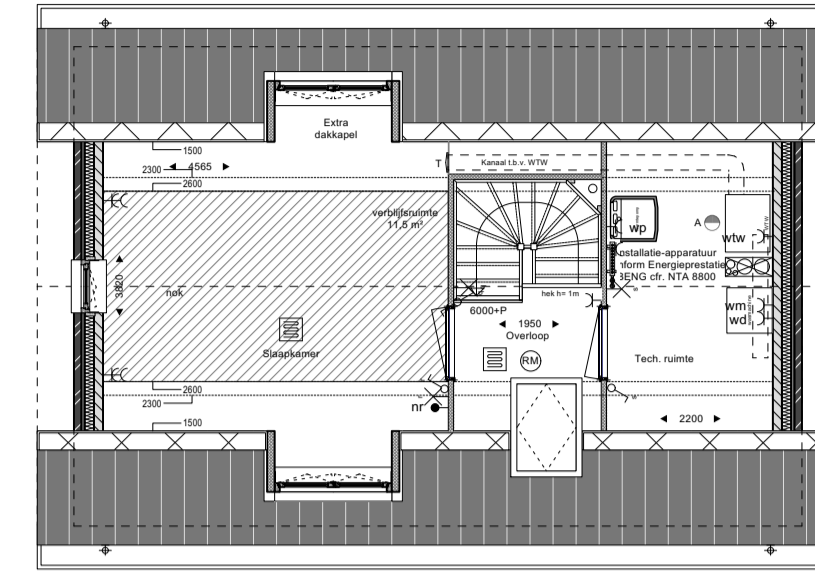 Extra
dakkapel
1500
2300
4565
2600
T
Kanaal t.b.v. WTW
verblijfsruimte
11,5 m²
wp
A
wtw
WTW
nstallatie-apparatuur
nform Energieprestatie
BENG cfr. NTA 8800
3820
nok
hek h= 1m
6000+P
1950
Overloop
wm
wd
Slaapkamer
RM
Tech. ruimte
2600
2300
nr
1500
2200